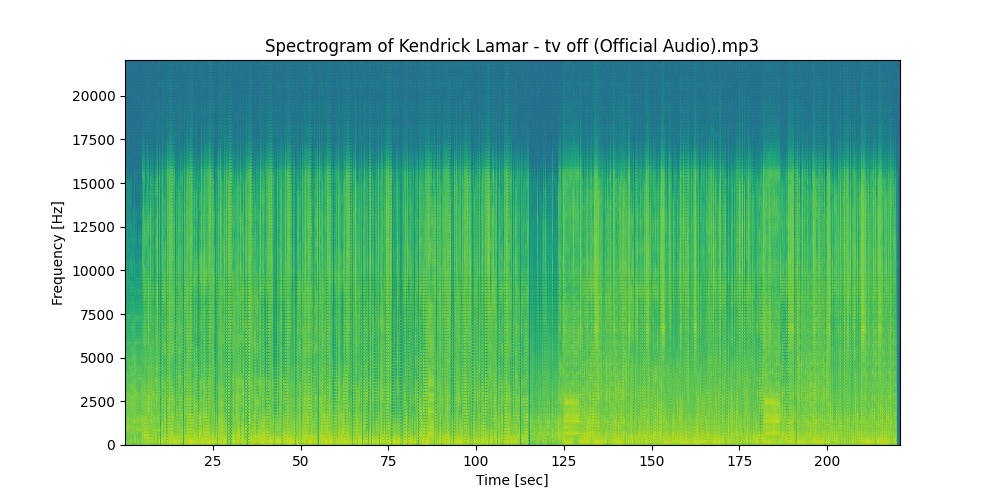 Spectrogram of Kendrick Lamar - tv off (Official Audio).mp3
20000
17500
15000
12500
10000
7500
5000
2500
0
Frequency [Hz]
25 50 75 100 125 150 175 200
Time [sec]